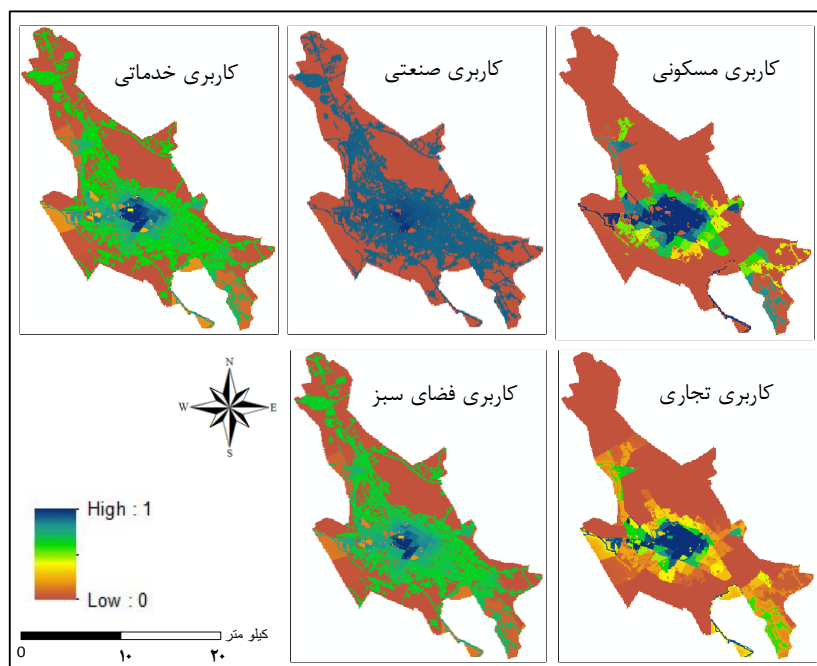 کاربری مسکونی
کاربری صنعتی
کاربری خدماتی
کاربری تجاری
کاربری فضای سبز
N
W E
S
High : 1
Low : 0
کیلو متر
0 ۱۰ ۲۰